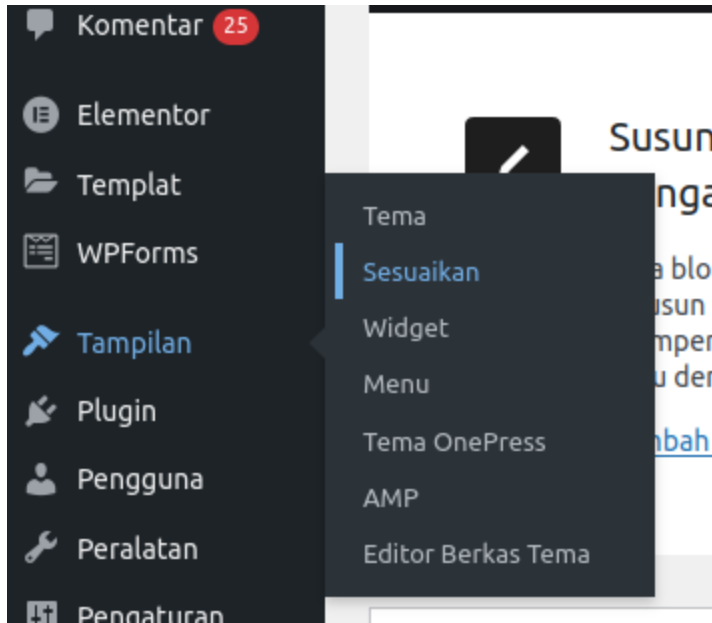 Komentar 25
Elementor
Templat
WPForms
Tampilan
Plugin
Pengguna
Peralatan
Pengaturan
Tema
Sesuaikan
Widget
Menu
Tema OnePress
AMP
Editor Berkas Tema
Susun